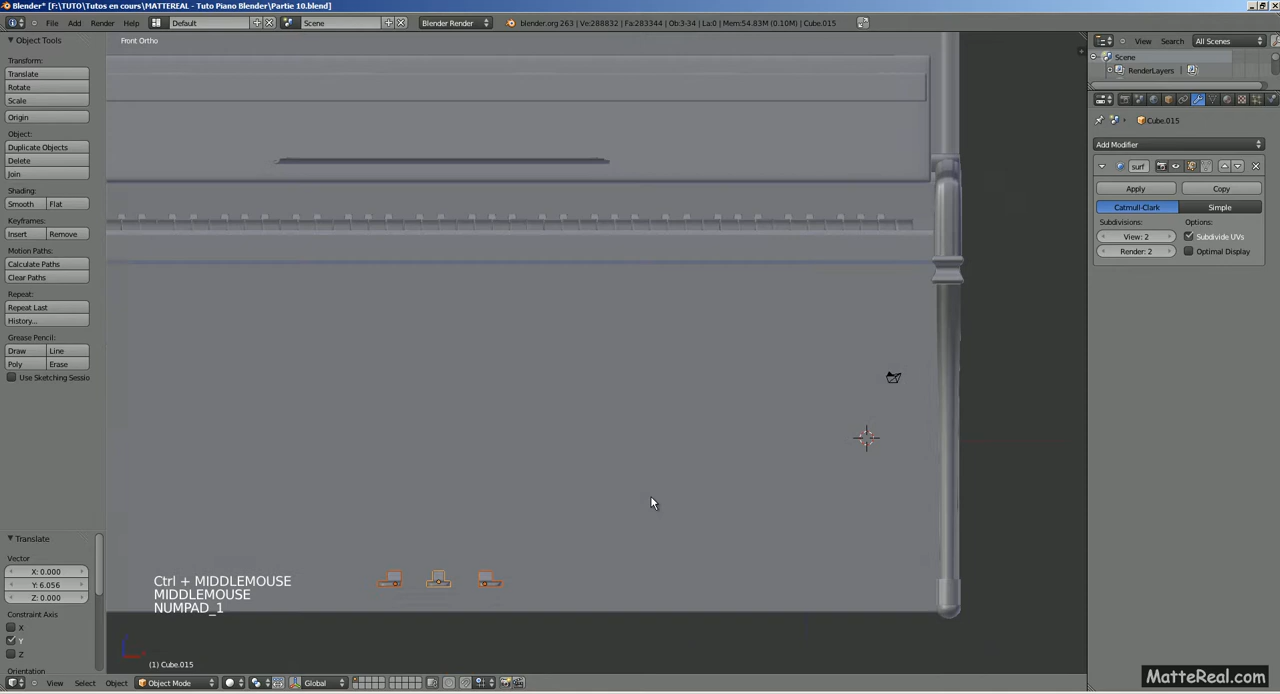 Blender* [F:\TUTO\Tutos en cours\MATTEREAL - Tuto Piano Blender\Partie 10.blend]
File Add Render Help Default Scene Blender Render blender.org 263 | Ve:288832 | Fa:283344 | Ob:3-34 | La:0 | Mem:54.83M (0.10M) | Cube.015
Object Tools
Transform:
Translate
Rotate
Scale
Origin
Object:
Duplicate Objects
Delete
Join
Shading:
Smooth Flat
Keyframes:
Insert Remove
Motion Paths:
Calculate Paths
Clear Paths
Repeat:
Repeat Last
History...
Grease Pencil:
Draw Line
Poly Erase
Use Sketching Sessio
Translate
Vector
X: 0.000
Y: 6.056
Z: 0.000
Constraint Axis
X
Y
Z
Orientation
Front Ortho
Ctrl + MIDDLEMOUSE
MIDDLEMOUSE
NUMPAD_1
(1) Cube.015
View Select Object Object Mode Global
View Search All Scenes
Scene
RenderLayers
Cube.015
Add Modifier
surf
Apply Copy
Catmull-Clark Simple
Subdivisions: Options:
View: 2 Subdivide UVs
Render: 2 Optimal Display
MatteReal.com